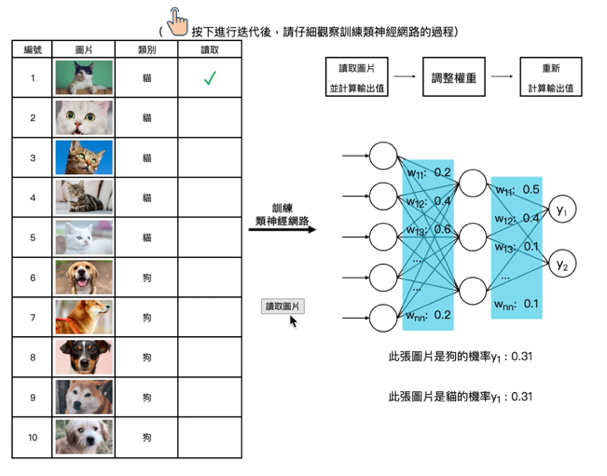 ( 按下進行迭代後，請仔細觀察訓練類神經網路的過程)
編號 圖片 類別 讀取
1 貓 ✓
2 貓
3 貓
4 貓
5 貓
6 狗
7 狗
8 狗
9 狗
10 狗
訓練
類神經網路
讀取圖片
讀取圖片
並計算輸出值
調整權重
重新
計算輸出值
w11: 0.2
w12: 0.4
w13: 0.6
...
...
wnn: 0.2
w11: 0.5
w12: 0.4
w13: 0.1
...
wnn: 0.1
y1
y2
此張圖片是狗的機率y1 : 0.31
此張圖片是貓的機率y1 : 0.31